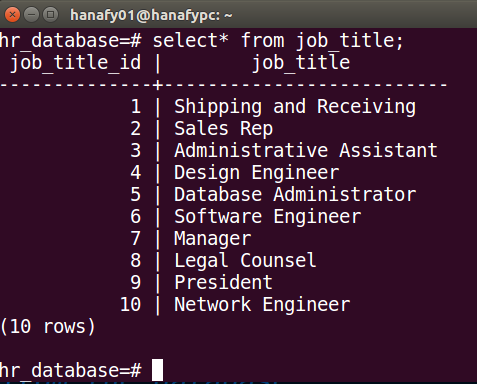 hanafy01@hanafypc: ~
hr_database=# select* from job_title;
 job_title_id |        job_title
--------------+--------------------------
            1 | Shipping and Receiving
            2 | Sales Rep
            3 | Administrative Assistant
            4 | Design Engineer
            5 | Database Administrator
            6 | Software Engineer
            7 | Manager
            8 | Legal Counsel
            9 | President
           10 | Network Engineer
(10 rows)
hr_database=#